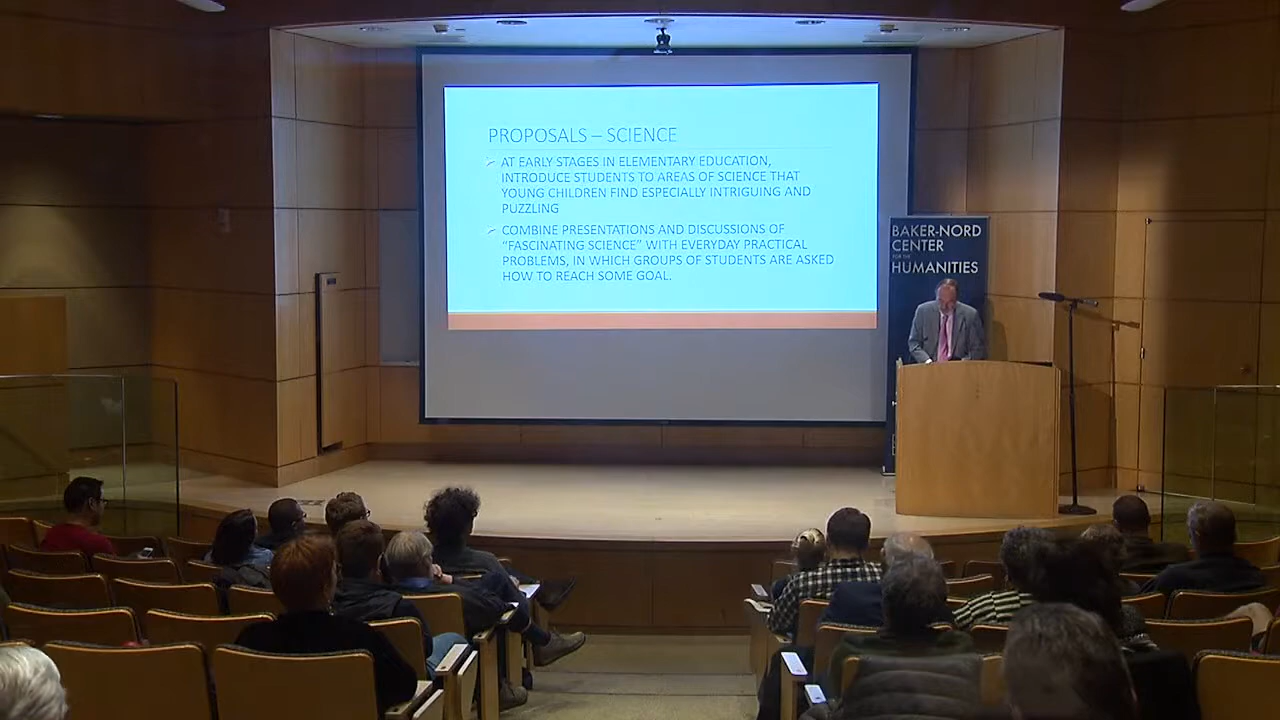 PROPOSALS – SCIENCE
AT EARLY STAGES IN ELEMENTARY EDUCATION,
INTRODUCE STUDENTS TO AREAS OF SCIENCE THAT
YOUNG CHILDREN FIND ESPECIALLY INTRIGUING AND
PUZZLING
COMBINE PRESENTATIONS AND DISCUSSIONS OF
“FASCINATING SCIENCE” WITH EVERYDAY PRACTICAL
PROBLEMS, IN WHICH GROUPS OF STUDENTS ARE ASKED
HOW TO REACH SOME GOAL.
BAKER-NORD
CENTER
FOR THE
HUMANITIES